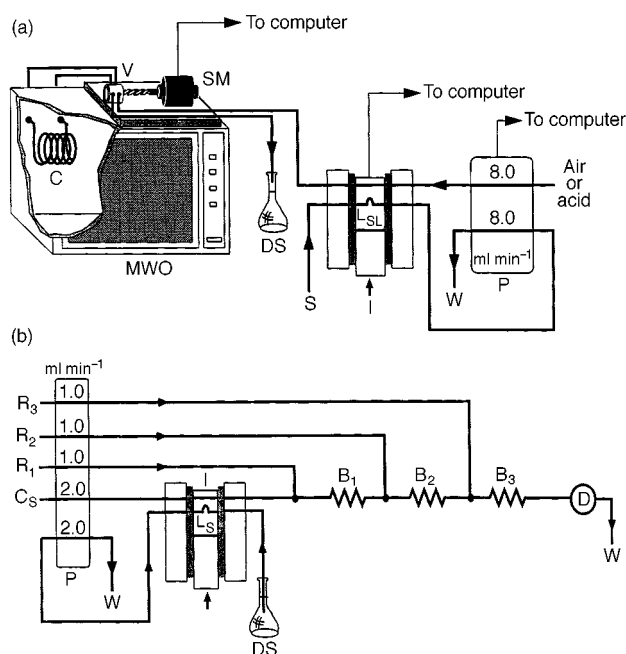 (a)
To computer
V
SM
To computer
To computer
C
8.0
Air
or
acid
L_SL
8.0
DS
MWO
ml min⁻¹
S
I
W
P
(b)
ml min⁻¹
R₃
1.0
R₂
1.0
R₁
1.0
I
B₁
B₂
B₃
C_S
2.0
D
L_S
2.0
W
P
W
DS